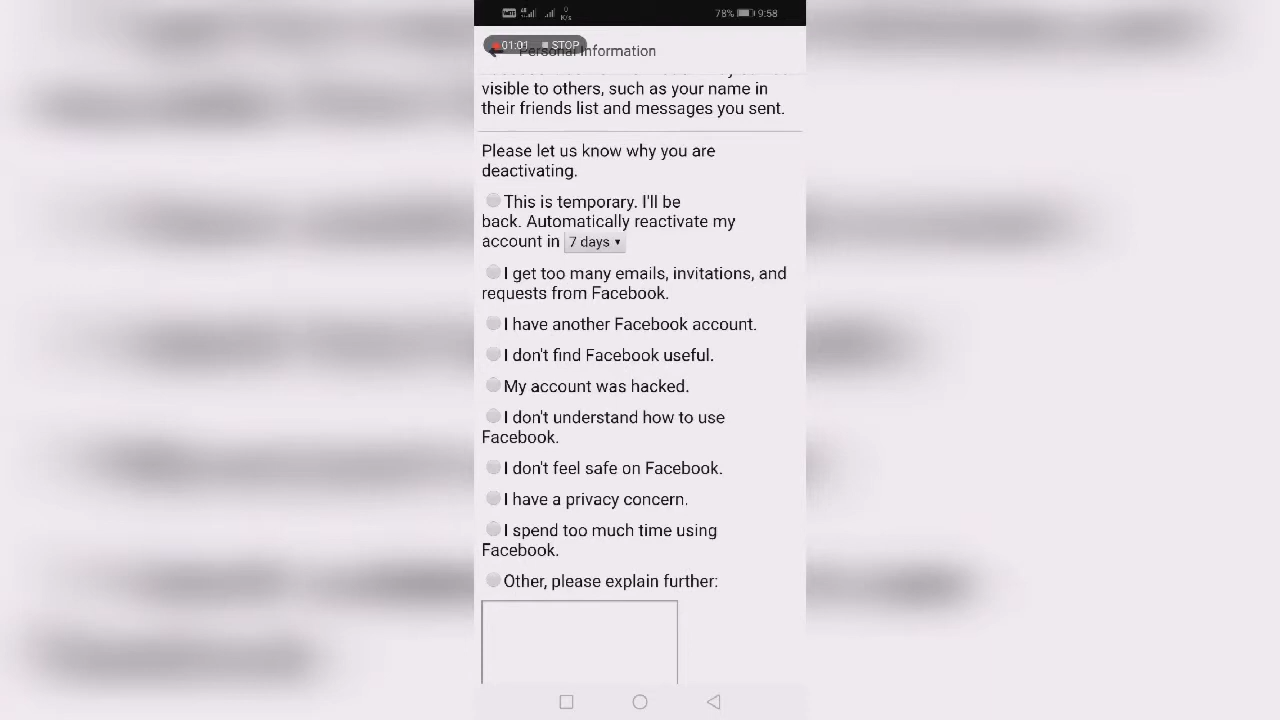 0
K/s
78%
9:58
01:01 STOP
Personal Information
visible to others, such as your name in
their friends list and messages you sent.
Please let us know why you are
deactivating.
This is temporary. I'll be
back. Automatically reactivate my
account in 7 days
I get too many emails, invitations, and
requests from Facebook.
I have another Facebook account.
I don't find Facebook useful.
My account was hacked.
I don't understand how to use
Facebook.
I don't feel safe on Facebook.
I have a privacy concern.
I spend too much time using
Facebook.
Other, please explain further: